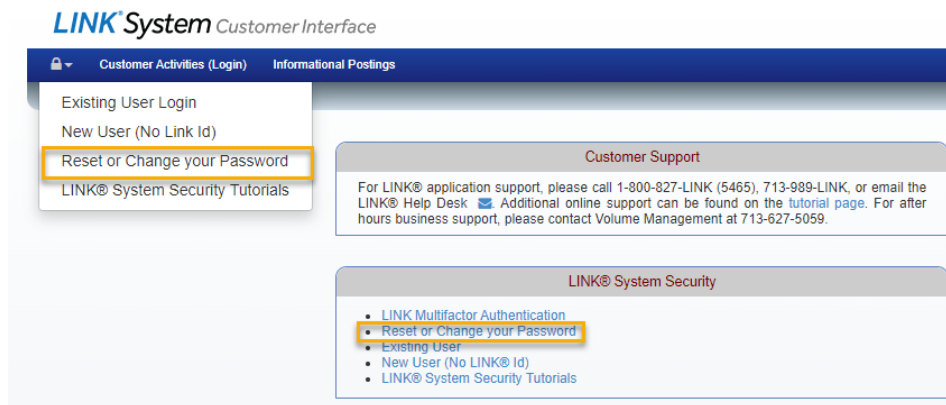 LINK® System Customer Interface
Customer Activities (Login) Informational Postings
Existing User Login
New User (No Link Id)
Reset or Change your Password
LINK® System Security Tutorials
Customer Support
For LINK® application support, please call 1-800-827-LINK (5465), 713-989-LINK, or email the
LINK® Help Desk . Additional online support can be found on the tutorial page. For after
hours business support, please contact Volume Management at 713-627-5059.
LINK® System Security
• LINK Multifactor Authentication
• Reset or Change your Password
• Existing User
• New User (No LINK® Id)
• LINK® System Security Tutorials